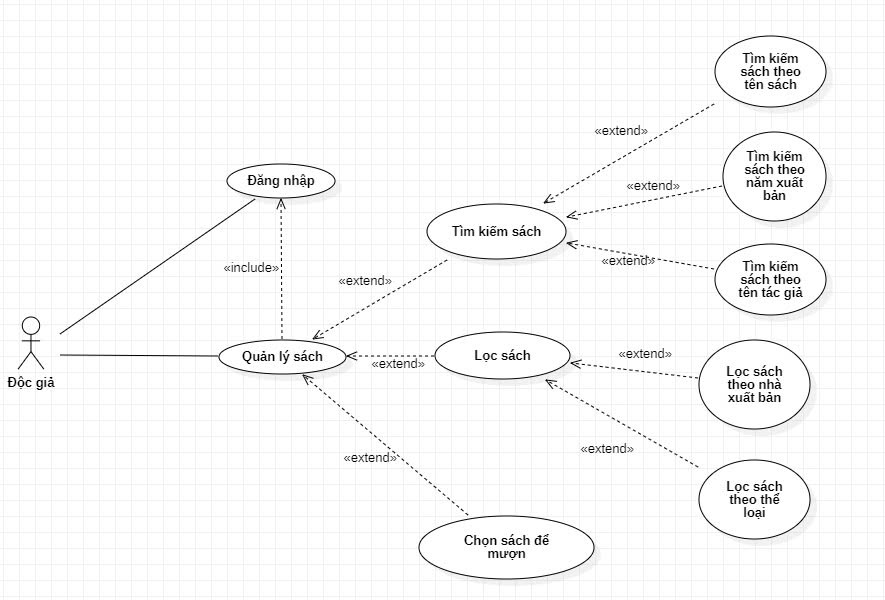 Tìm kiếm
sách theo
tên sách
«extend»
Tìm kiếm
sách theo
năm xuất
bản
«extend»
Đăng nhập
Tìm kiếm sách
«extend»
Tìm kiếm
sách theo
tên tác giả
«include»
«extend»
Độc giả
Quản lý sách
«extend»
Lọc sách
«extend»
Lọc sách
theo nhà
xuất bản
«extend»
«extend»
Lọc sách
theo thể
loại
Chọn sách để
mượn